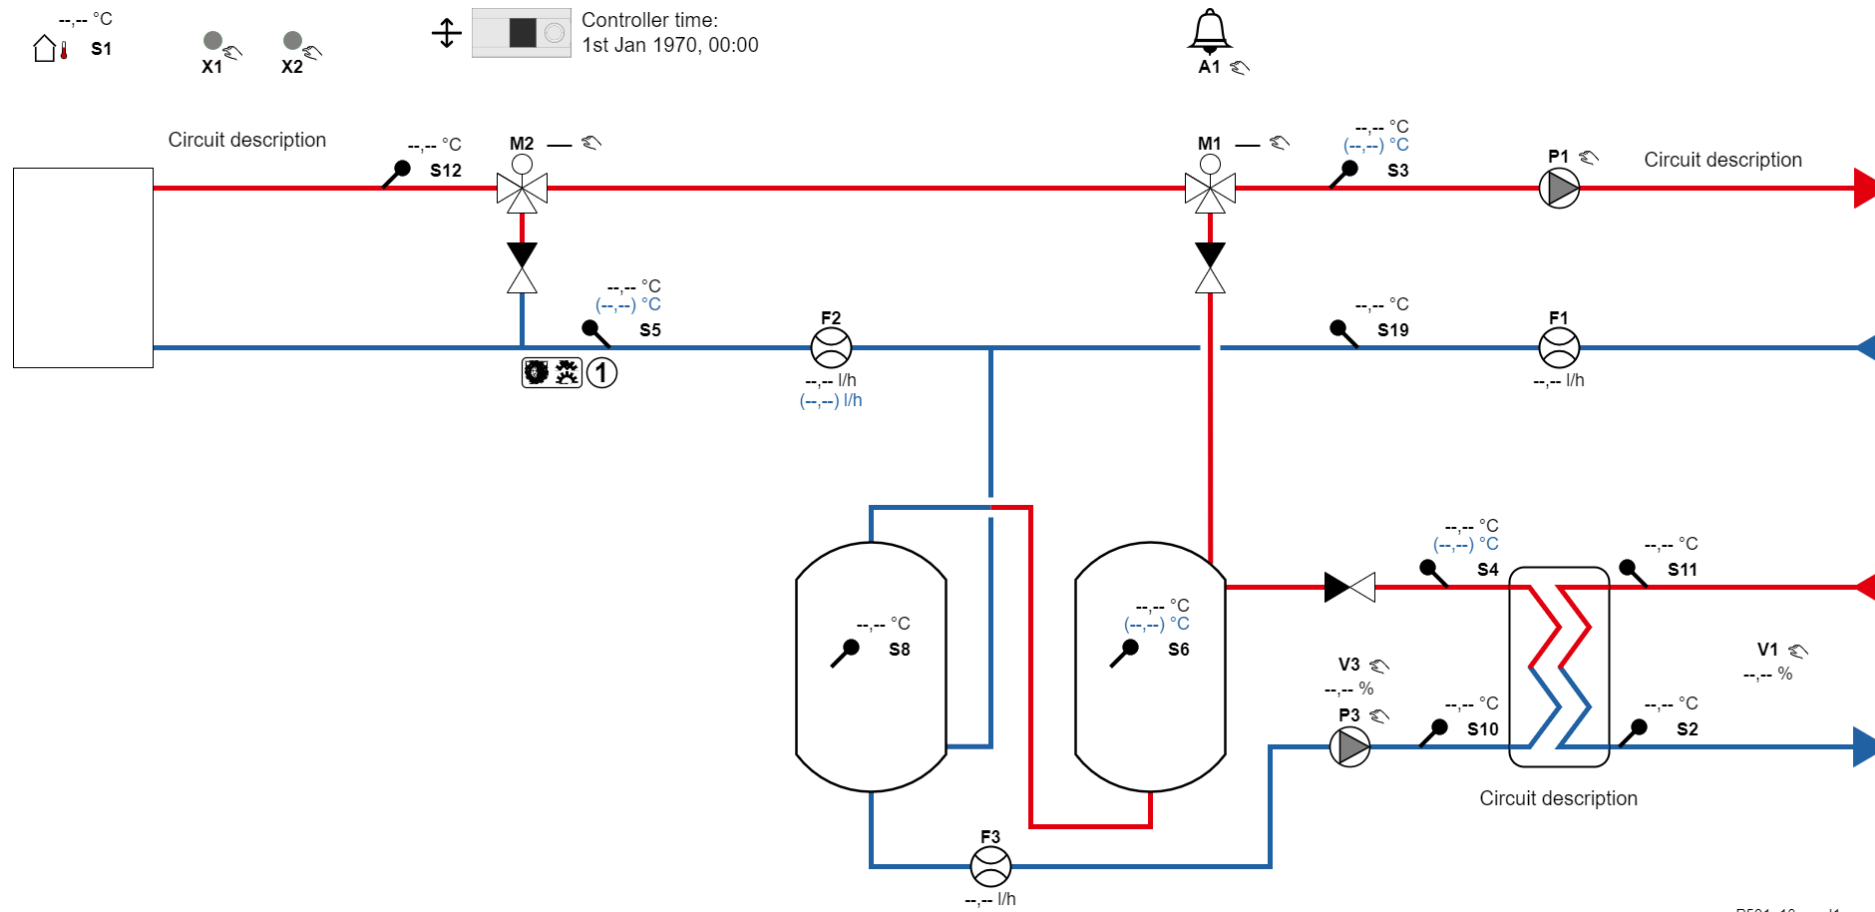 --,-- °C
S1
X1
X2
Controller time:
1st Jan 1970, 00:00
A1
Circuit description
--,-- °C
S12
M2
M1
--,-- °C
(--,--) °C
S3
P1
Circuit description
--,-- °C
(--,--) °C
S5
1
F2
--,-- l/h
(--,--) l/h
--,-- °C
S19
F1
--,-- l/h
--,-- °C
S8
--,-- °C
(--,--) °C
S6
--,-- °C
(--,--) °C
S4
--,-- °C
S11
V3
--,-- %
P3
--,-- °C
S10
--,-- °C
S2
V1
--,-- %
Circuit description
F3
--,-- l/h